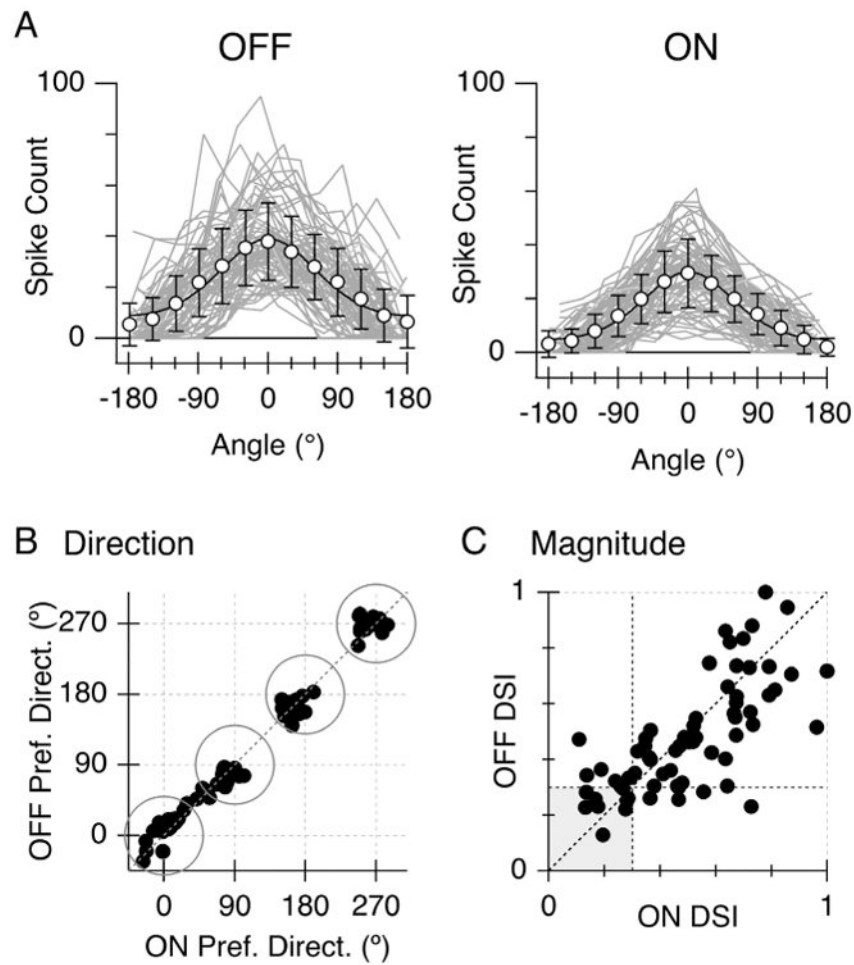 A
OFF
ON
100
Spike Count
0
-180 -90 0 90 180
Angle (°)
100
Spike Count
0
-180 -90 0 90 180
Angle (°)
B Direction
OFF Pref. Direct. (°)
270
180
90
0
0 90 180 270
ON Pref. Direct. (º)
C Magnitude
1
OFF DSI
0
0 1
ON DSI